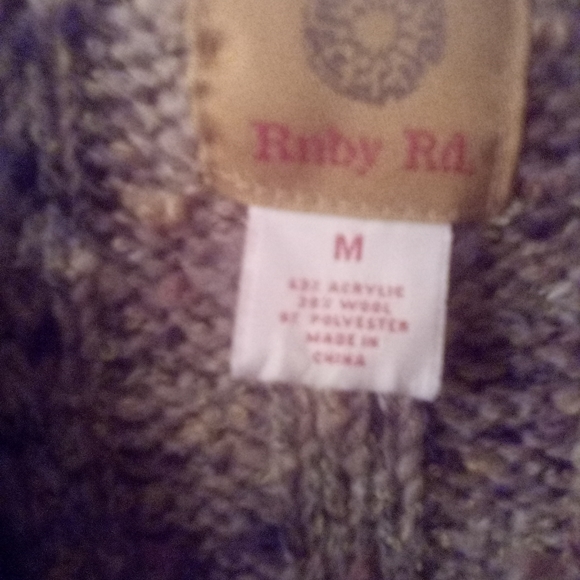 Ruby Rd.
M
ACRYLIC
WOOL
POLYESTER
MADE IN
CHINA